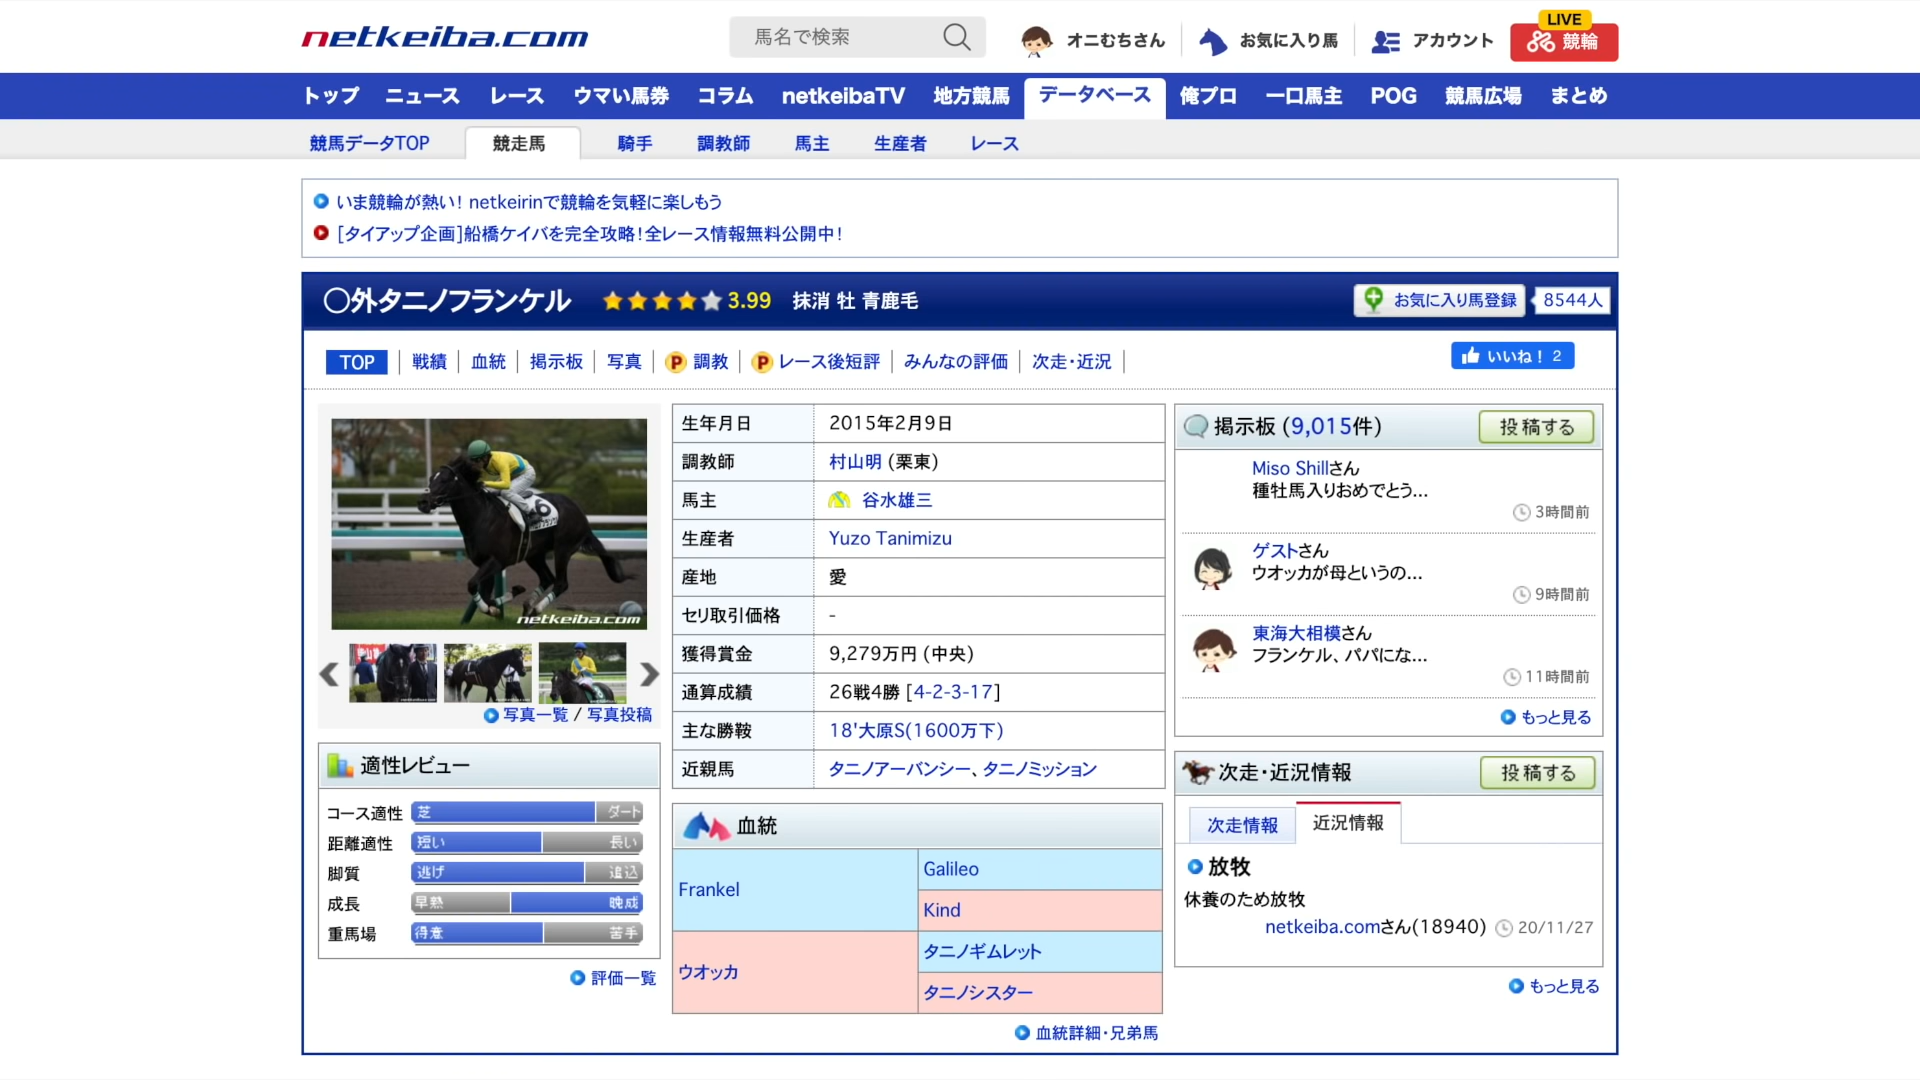 netkeiba.com
馬名で検索
オニむちさん
お気に入り馬
アカウント
LIVE
競輪
トップ ニュース レース ウマい馬券 コラム netkeibaTV 地方競馬 データベース 俺プロ 一口馬主 POG 競馬広場 まとめ
競馬データTOP 競走馬 騎手 調教師 馬主 生産者 レース
いま競輪が熱い! netkeirinで競輪を気軽に楽しもう
[タイアップ企画]船橋ケイバを完全攻略!全レース情報無料公開中!
〇外タニノフランケル 3.99 抹消 牡 青鹿毛
お気に入り馬登録 8544人
TOP 戦績 血統 掲示板 写真 P 調教 P レース後短評 みんなの評価 次走・近況
いいね! 2
6
netkeiba.com
写真一覧 / 写真投稿
適性レビュー
コース適性 芝 ダート
距離適性 短い 長い
脚質 逃げ 追込
成長 早熟 晩成
重馬場 得意 苦手
評価一覧
生年月日 2015年2月9日
調教師 村山明 (栗東)
馬主 谷水雄三
生産者 Yuzo Tanimizu
産地 愛
セリ取引価格 -
獲得賞金 9,279万円 (中央)
通算成績 26戦4勝 [4-2-3-17]
主な勝鞍 18'大原S(1600万下)
近親馬 タニノアーバンシー、タニノミッション
血統
Frankel
Galileo
Kind
ウオッカ
タニノギムレット
タニノシスター
血統詳細・兄弟馬
掲示板 (9,015件) 投稿する
Miso Shillさん
種牡馬入りおめでとう...
3時間前
ゲストさん
ウオッカが母というの...
9時間前
東海大相模さん
フランケル、パパにな...
11時間前
もっと見る
次走・近況情報 投稿する
次走情報 近況情報
放牧
休養のため放牧
netkeiba.comさん(18940) 20/11/27
もっと見る